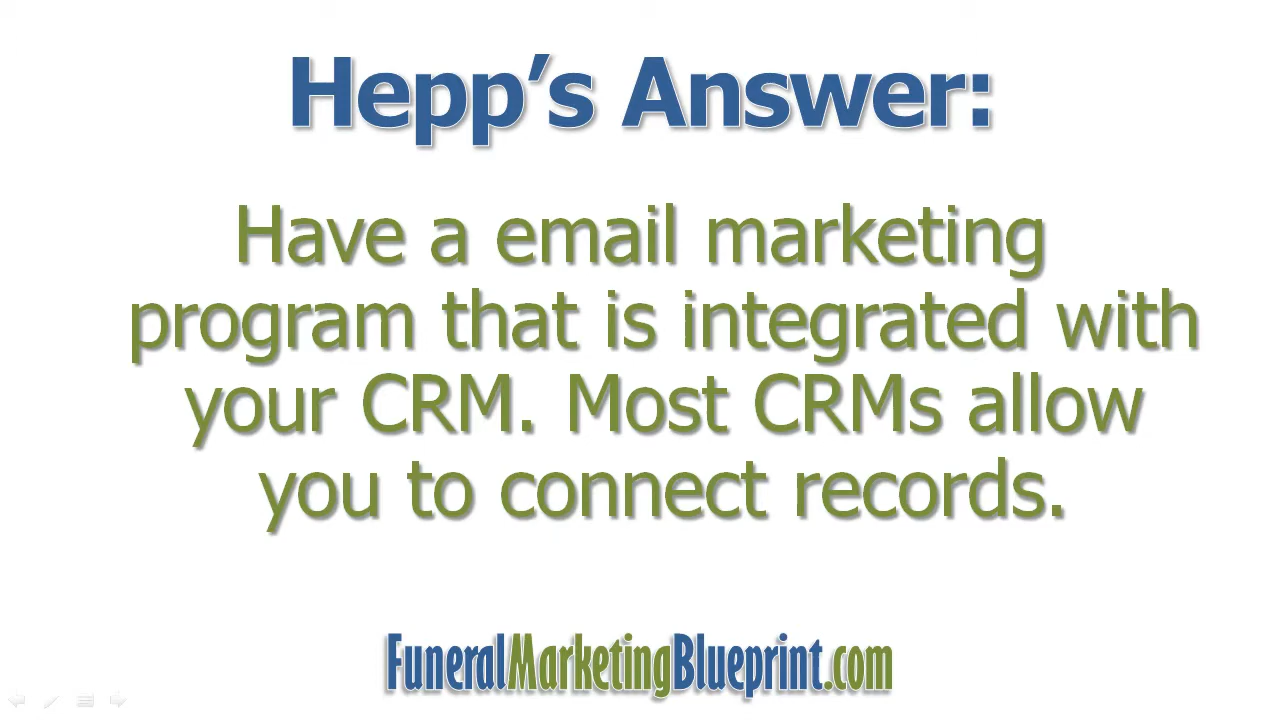 Hepp’s Answer:
Have a email marketing
program that is integrated with
your CRM. Most CRMs allow
you to connect records.
FuneralMarketingBlueprint.com